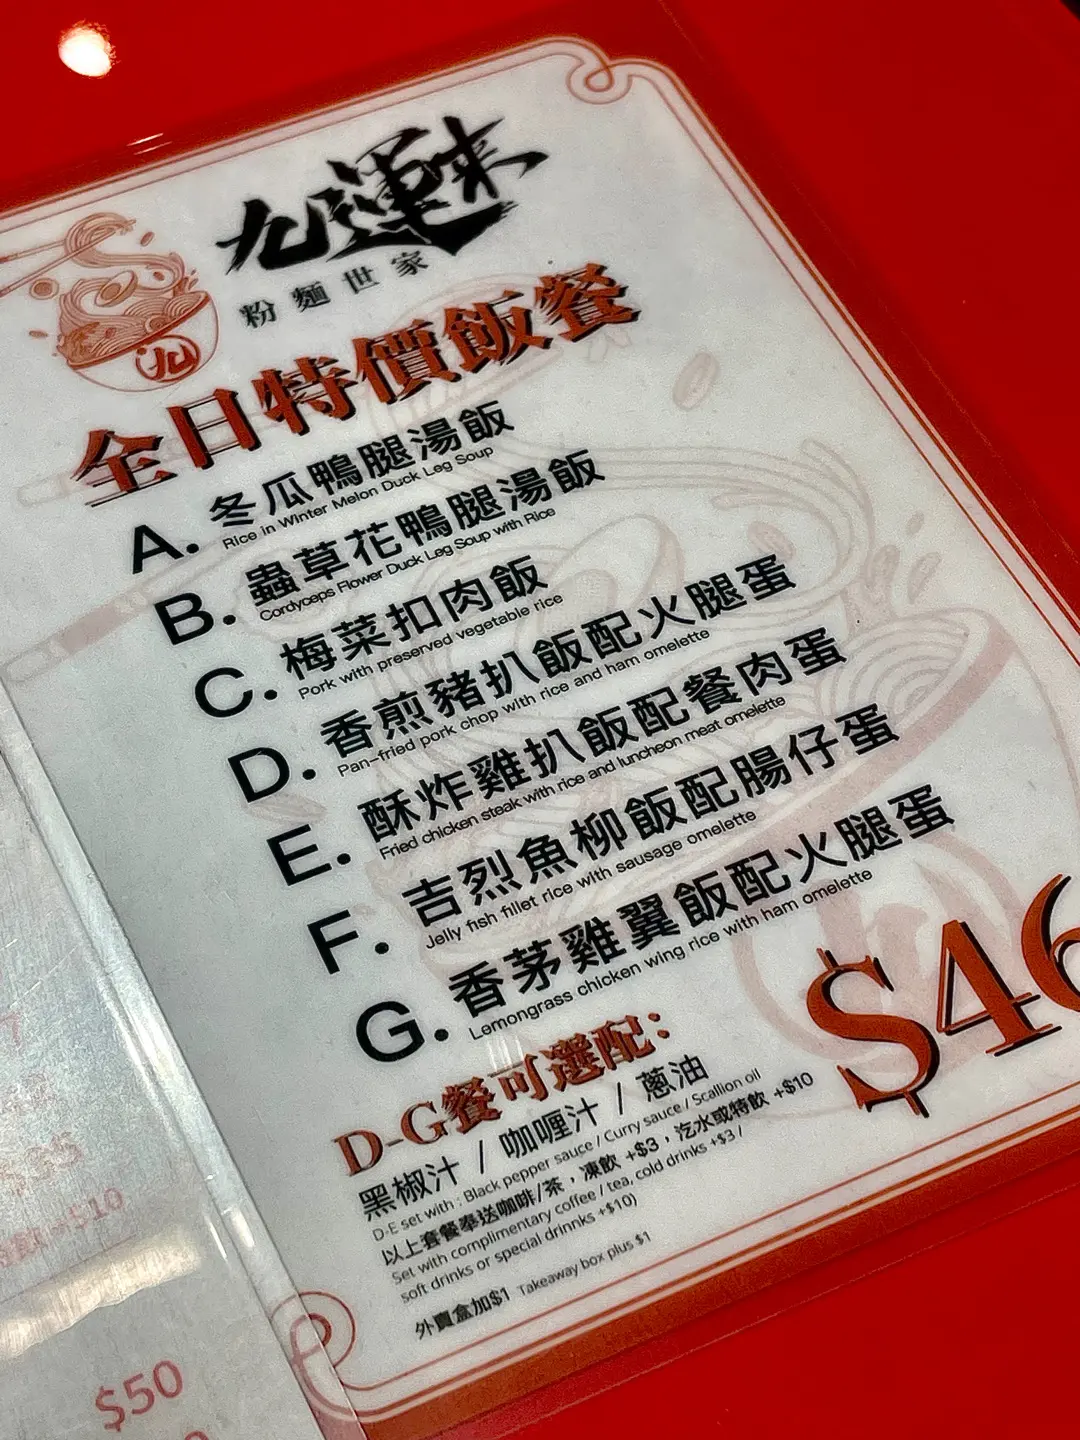 九運來
粉麵世家
全日特價飯餐
A. 冬瓜鴨腿湯飯
Rice in Winter Melon Duck Leg Soup
B. 蟲草花鴨腿湯飯
Cordyceps Flower Duck Leg Soup with Rice
C. 梅菜扣肉飯
Pork with preserved vegetable rice
D. 香煎豬扒飯配火腿蛋
Pan-fried pork chop with rice and ham omelette
E. 酥炸雞扒飯配餐肉蛋
Fried chicken steak with rice and luncheon meat omelette
F. 吉烈魚柳飯配腸仔蛋
Jelly fish fillet rice with sausage omelette
G. 香茅雞翼飯配火腿蛋
Lemongrass chicken wing rice with ham omelette
$46
D-G餐可選配：
黑椒汁 / 咖喱汁 / 蔥油
D-E set with : Black pepper sauce / Curry sauce / Scallion oil
以上套餐奉送咖啡/茶，凍飲 +$3，汽水或特飲 +$10
Set with complimentary coffee / tea, cold drinks +$3 /
soft drinks or special drinnks +$10)
外賣盒加$1 Takeaway box plus $1
$10
$50